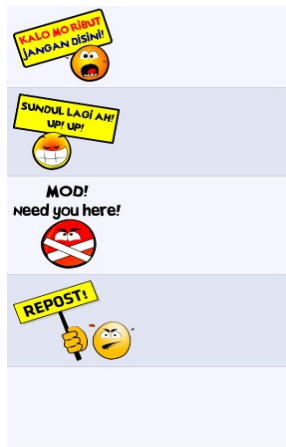 KALO MO RIBUT
JANGAN DISINI!
SUNDUL LAGI AH!
UP! UP!
MOD!
Need you here!
REPOST!